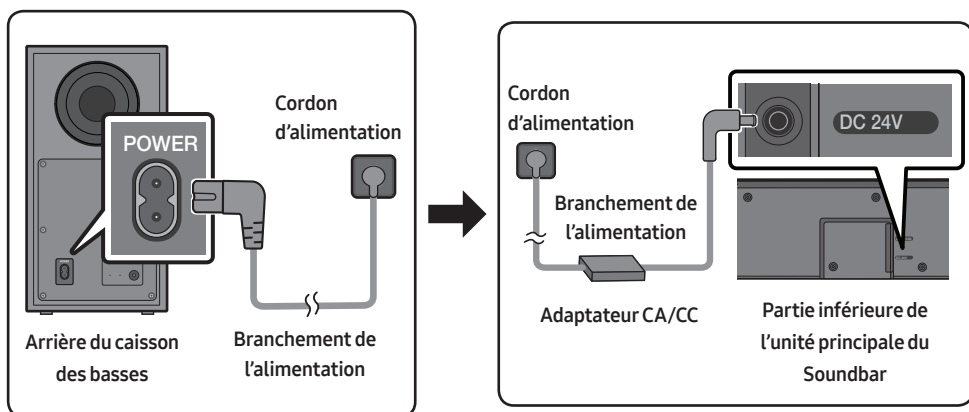 POWER
Cordon
d'alimentation
Arrière du caisson
des basses
Branchement de
l'alimentation
Cordon
d'alimentation
DC 24V
Branchement de
l'alimentation
Adaptateur CA/CC
Partie inférieure de
l'unité principale du
Soundbar